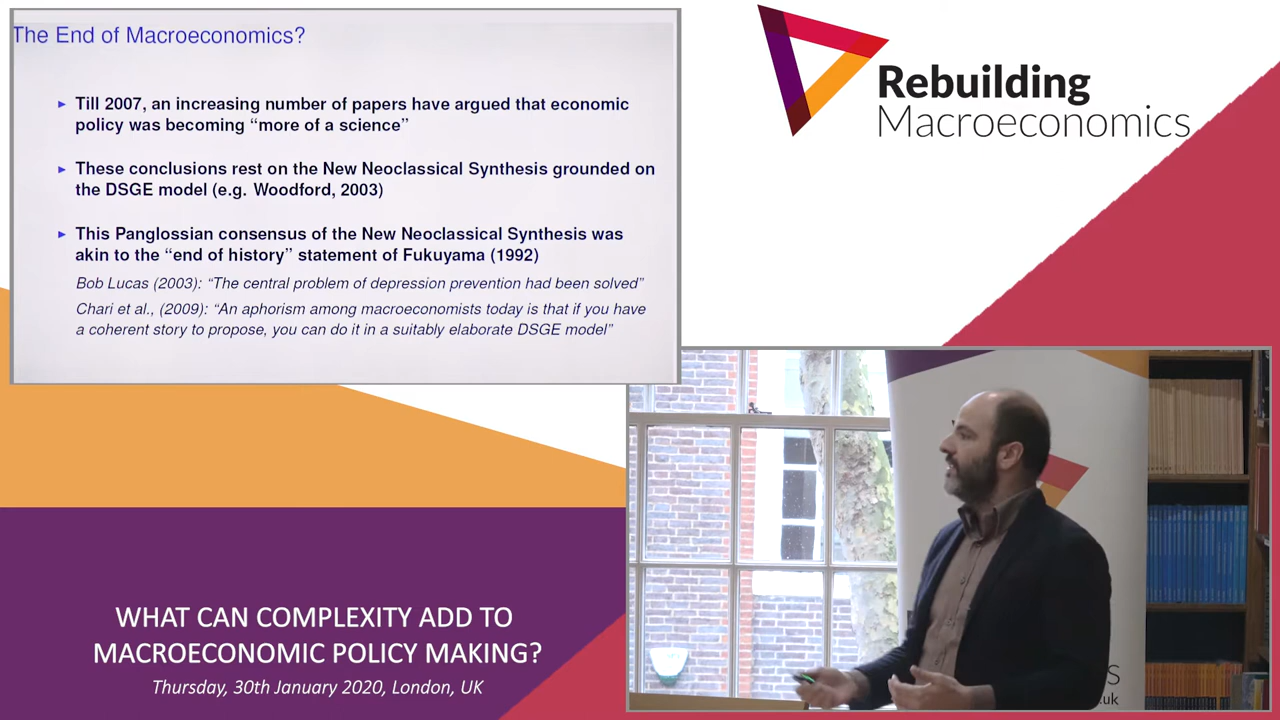 The End of Macroeconomics?
▸ Till 2007, an increasing number of papers have argued that economic
policy was becoming “more of a science”
▸ These conclusions rest on the New Neoclassical Synthesis grounded on
the DSGE model (e.g. Woodford, 2003)
▸ This Panglossian consensus of the New Neoclassical Synthesis was
akin to the “end of history” statement of Fukuyama (1992)
Bob Lucas (2003): “The central problem of depression prevention had been solved”
Chari et al., (2009): “An aphorism among macroeconomists today is that if you have
a coherent story to propose, you can do it in a suitably elaborate DSGE model”
Rebuilding
Macroeconomics
WHAT CAN COMPLEXITY ADD TO
MACROECONOMIC POLICY MAKING?
Thursday, 30th January 2020, London, UK
.uk